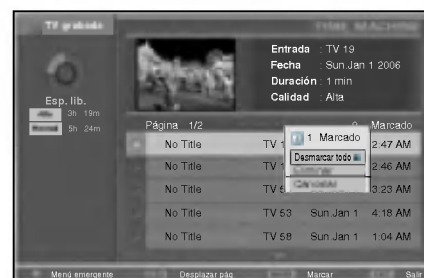 TV grabado
TIME MACHINE
Entrada : TV 19
Fecha : Sun.Jan 1 2006
Duración : 1 min
Calidad : Alta
Esp. lib.
3h 19m
5h 24m
Página 1/2
Marcado
1 Marcado
Desmarcar todo
Eliminar
Cancelar
No Title TV 1 2:47 AM
No Title TV 1 2:46 AM
No Title TV 5 3:23 AM
No Title TV 53 Sun.Jan 1 4:18 AM
No Title TV 58 Sun.Jan 1 1:04 AM
Menú emergente Desplazar pág Marcar Salir